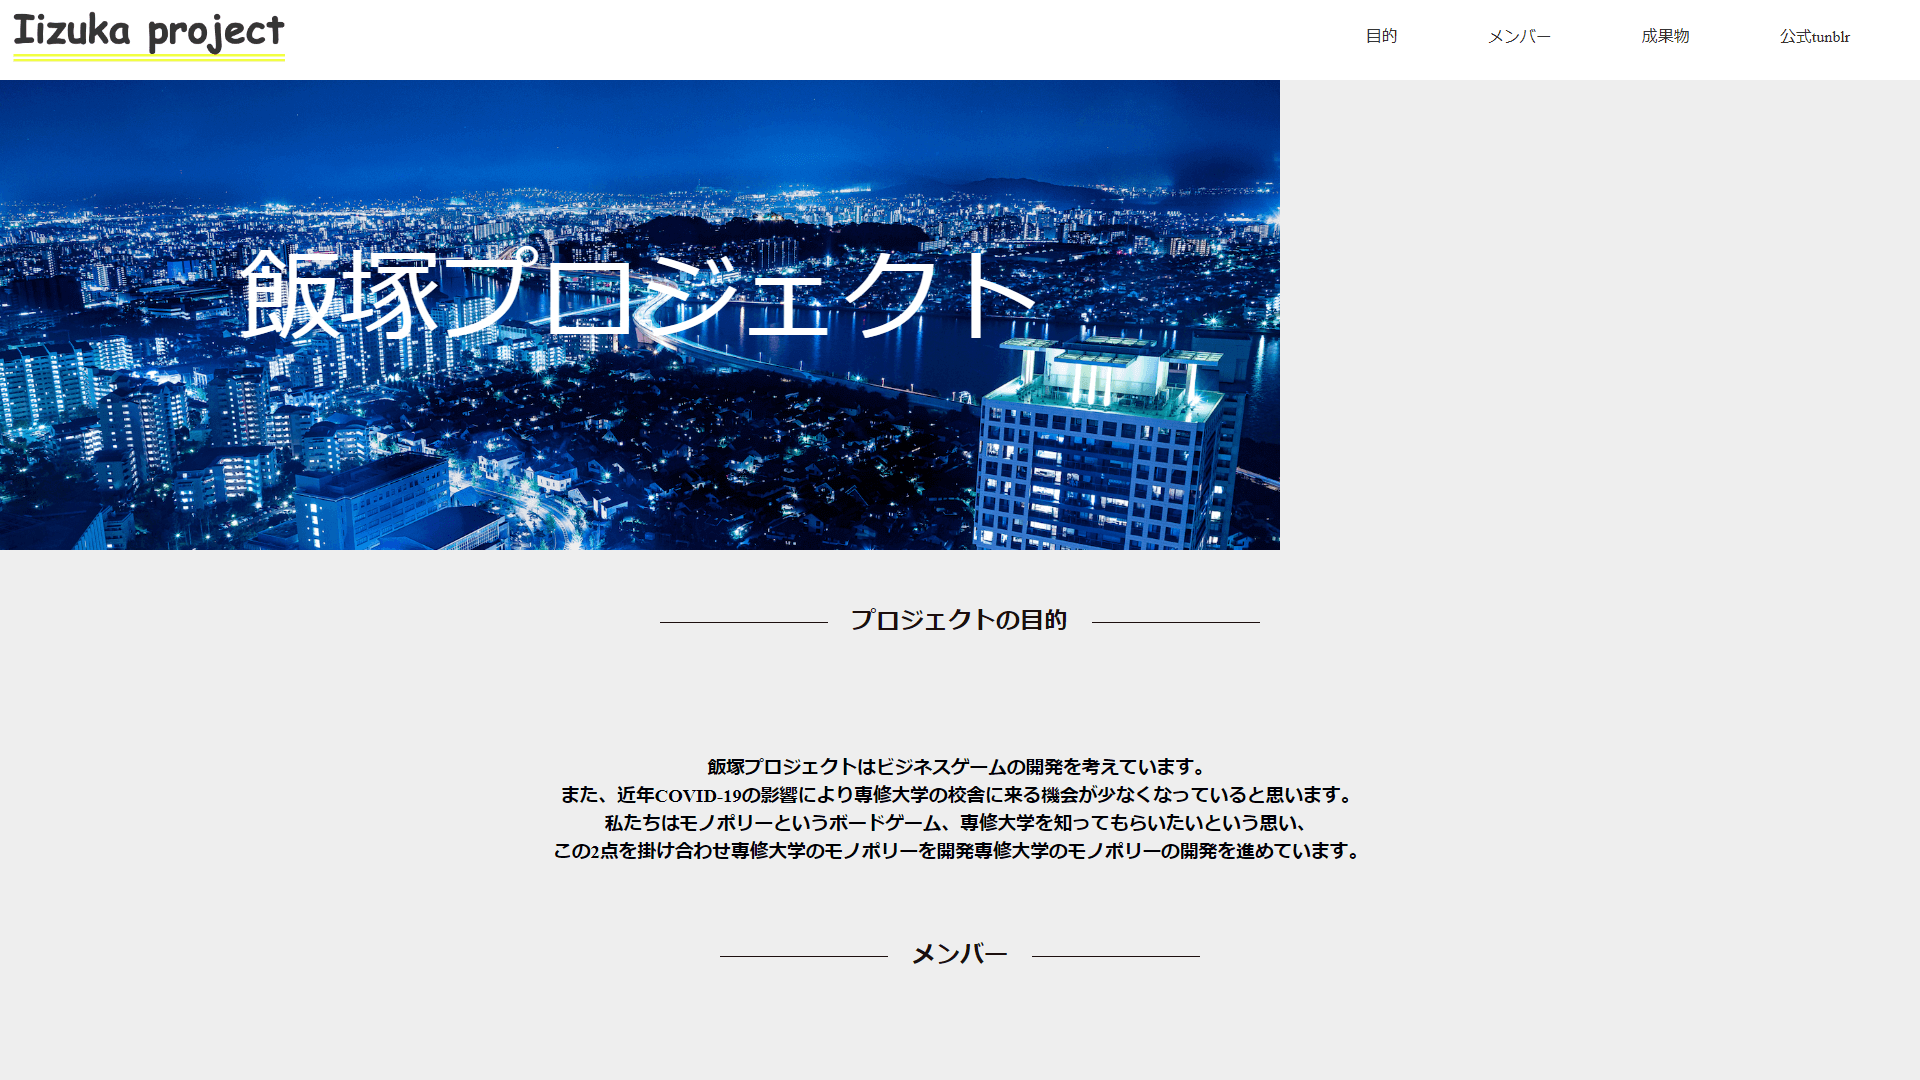 Iizuka project
目的
メンバー
成果物
公式tunblr
飯塚プロジェクト
プロジェクトの目的
飯塚プロジェクトはビジネスゲームの開発を考えています。
また、近年COVID-19の影響により専修大学の校舎に来る機会が少なくなっていると思います。
私たちはモノポリーというボードゲーム、専修大学を知ってもらいたいという思い、
この2点を掛け合わせ専修大学のモノポリーを開発専修大学のモノポリーの開発を進めています。
メンバー